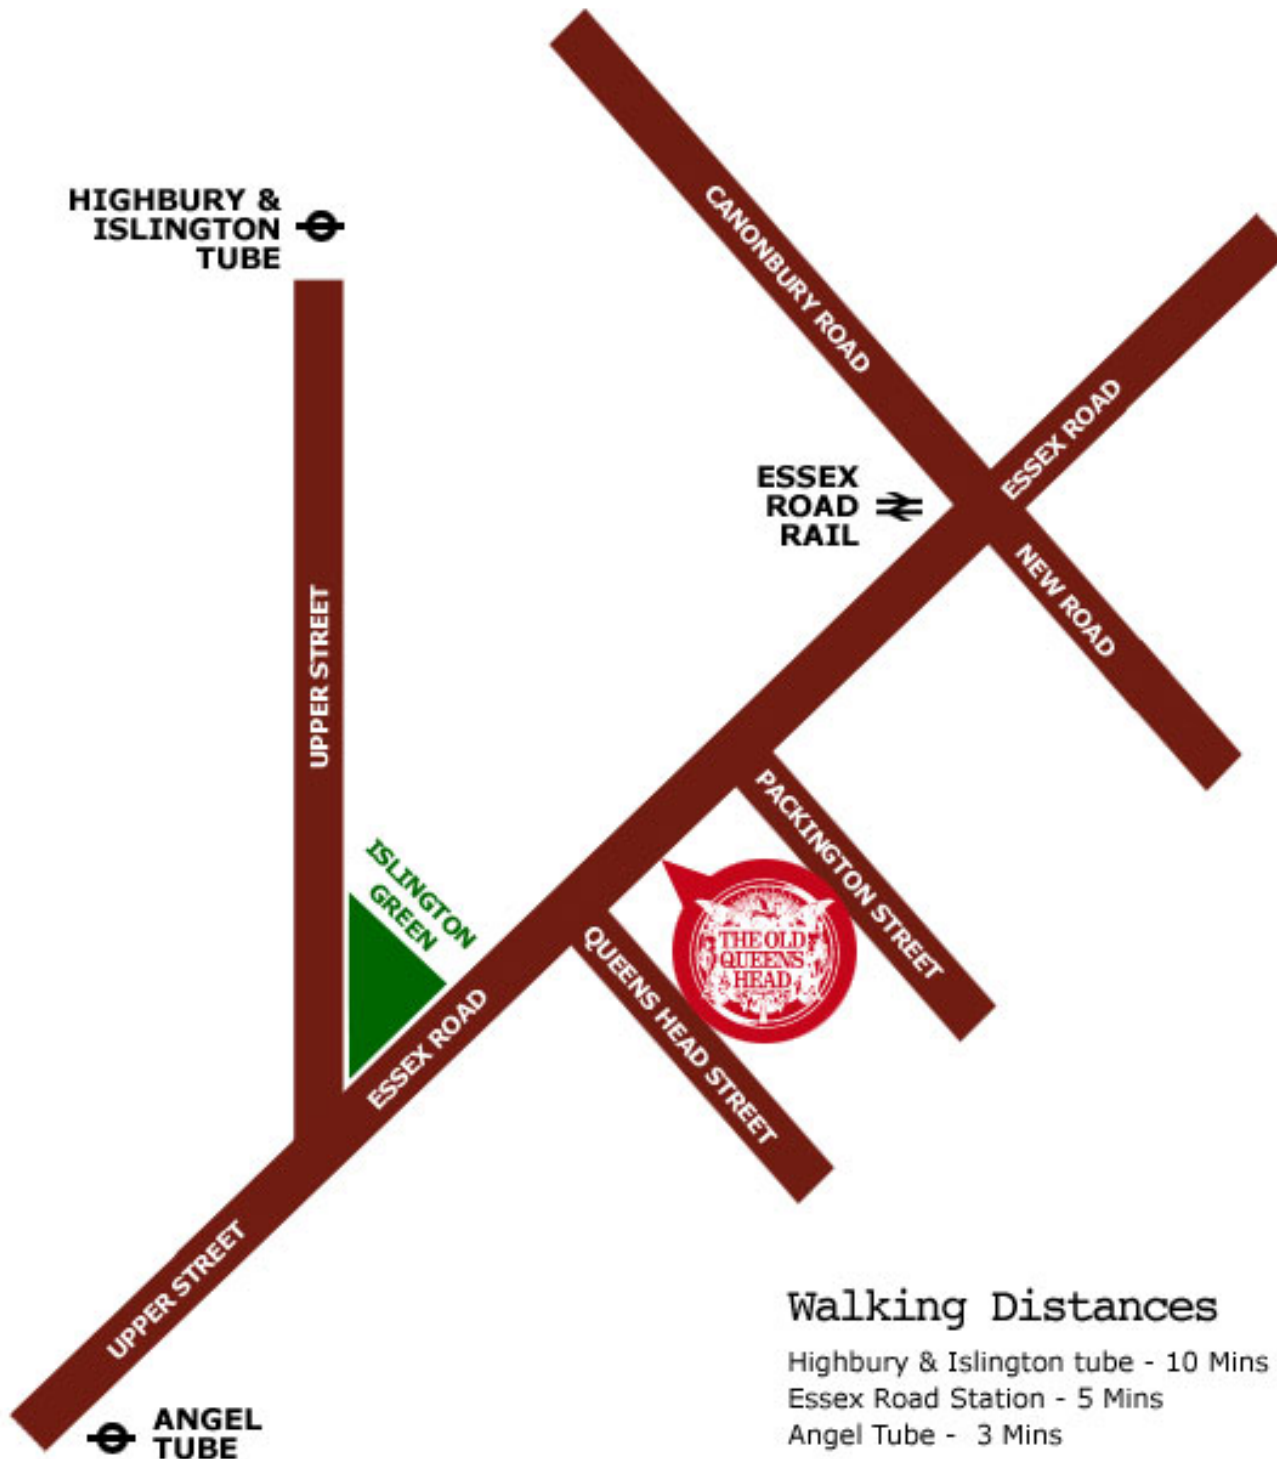 HIGHBURY &
ISLINGTON
TUBE
CANONBURY ROAD
ESSEX ROAD
ESSEX
ROAD
RAIL
NEW ROAD
UPPER STREET
PACKINGTON STREET
ISLINGTON
GREEN
THE OLD
QUEENS
HEAD
QUEENS HEAD STREET
ESSEX ROAD
UPPER STREET
ANGEL
TUBE
Walking Distances
Highbury & Islington tube - 10 Mins
Essex Road Station - 5 Mins
Angel Tube - 3 Mins